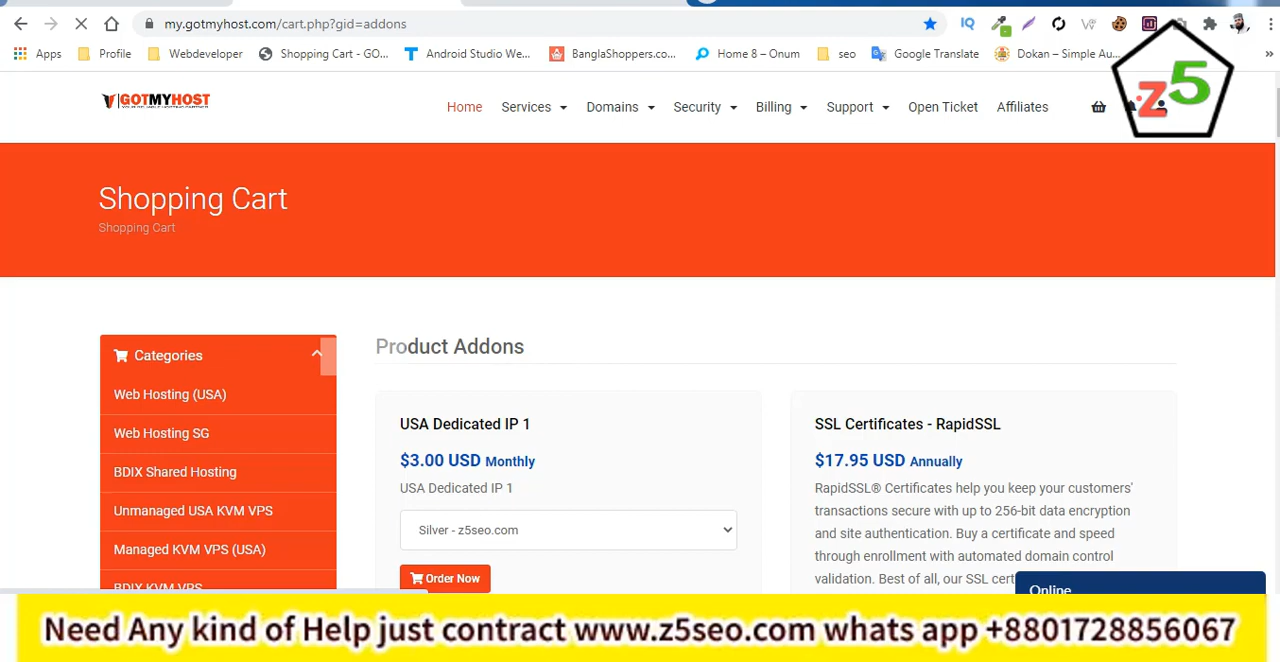 my.gotmyhost.com/cart.php?gid=addons
Apps Profile Webdeveloper Shopping Cart - GO... Android Studio We... BanglaShoppers.co... Home 8 – Onum seo Google Translate Dokan – Simple Au... »
z5
GOTMYHOST
Home Services Domains Security Billing Support Open Ticket Affiliates
Shopping Cart
Shopping Cart
Categories
Web Hosting (USA)
Web Hosting SG
BDIX Shared Hosting
Unmanaged USA KVM VPS
Managed KVM VPS (USA)
BDIX KVM VPS
Product Addons
USA Dedicated IP 1
$3.00 USD Monthly
USA Dedicated IP 1
Silver - z5seo.com
Order Now
SSL Certificates - RapidSSL
$17.95 USD Annually
RapidSSL® Certificates help you keep your customers'
transactions secure with up to 256-bit data encryption
and site authentication. Buy a certificate and speed
through enrollment with automated domain control
validation. Best of all, our SSL cert
Online
Need Any kind of Help just contract www.z5seo.com whats app +8801728856067